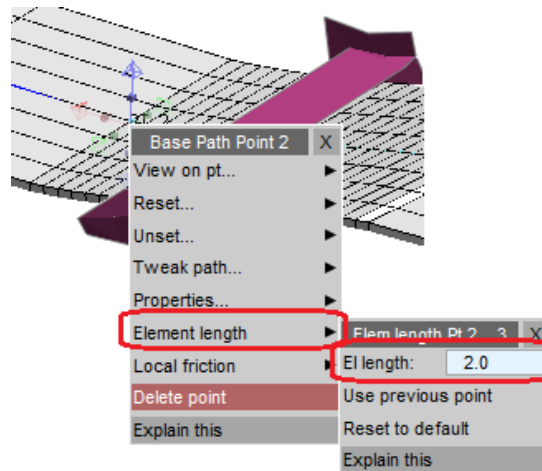 Base Path Point 2 X
View on pt...
Reset...
Unset...
Tweak path...
Properties...
Element length
Local friction
Delete point
Explain this
Elem length Pt 2 .. 3 X
El length: 2.0
Use previous point
Reset to default
Explain this